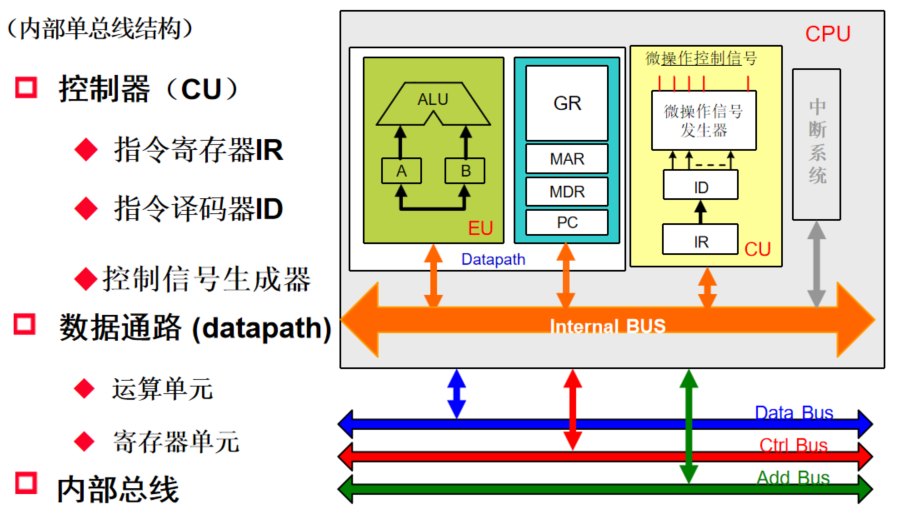 （内部单总线结构）
控制器（CU）
指令寄存器IR
指令译码器ID
控制信号生成器
数据通路 (datapath)
运算单元
寄存器单元
内部总线
CPU
ALU
A
B
EU
GR
MAR
MDR
PC
Datapath
微操作控制信号
微操作信号
发生器
ID
IR
CU
中断系统
Internal BUS
Data Bus
Ctrl Bus
Add Bus